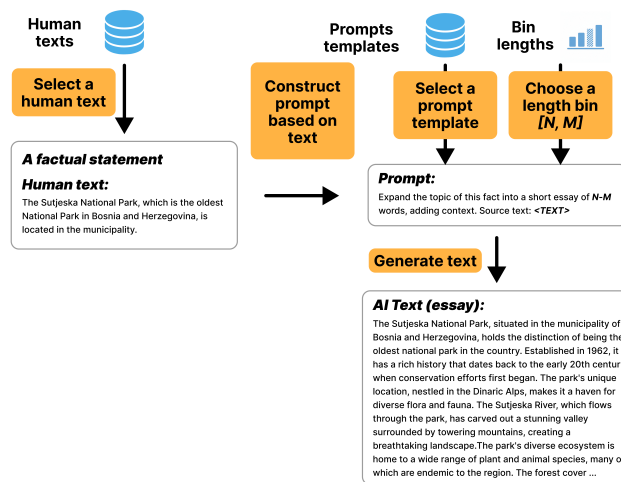 Human
texts
Prompts
templates
Bin
lengths
Select a
human text
Construct
prompt
based on
text
Select a
prompt
template
Choose a
length bin
[N, M]
A factual statement
Human text:
The Sutjeska National Park, which is the oldest
National Park in Bosnia and Herzegovina, is
located in the municipality.
Prompt:
Expand the topic of this fact into a short essay of N-M
words, adding context. Source text: <TEXT>
Generate text
AI Text (essay):
The Sutjeska National Park, situated in the municipality of
Bosnia and Herzegovina, holds the distinction of being the
oldest national park in the country. Established in 1962, it
has a rich history that dates back to the early 20th centur
when conservation efforts first began. The park's unique
location, nestled in the Dinaric Alps, makes it a haven for
diverse flora and fauna. The Sutjeska River, which flows
through the park, has carved out a stunning valley
surrounded by towering mountains, creating a
breathtaking landscape.The park's diverse ecosystem is
home to a wide range of plant and animal species, many o
which are endemic to the region. The forest cover ...